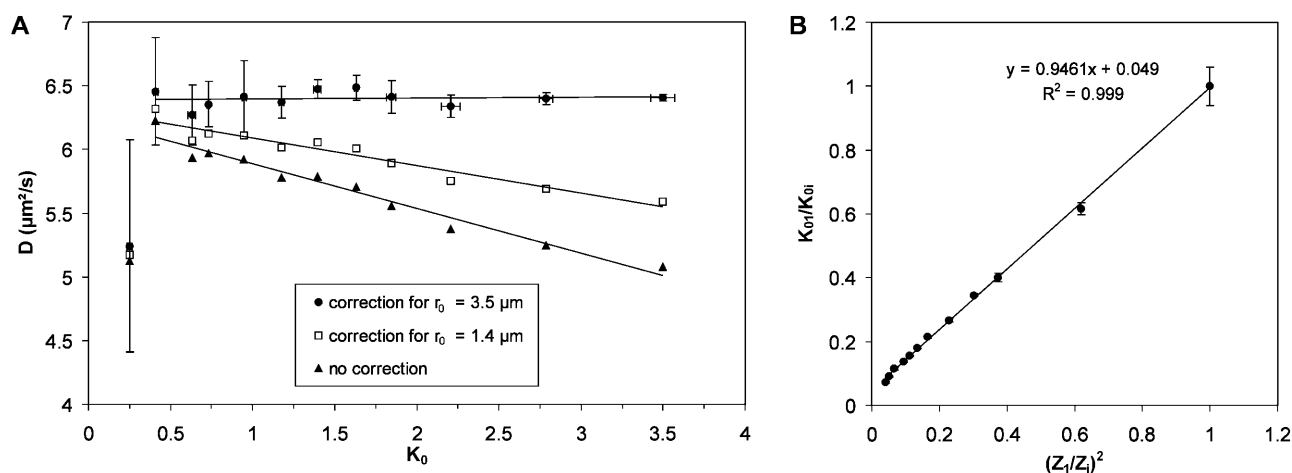 A
7
6.5
6
5.5
5
4.5
4
D (µm²/s)
correction for r₀ = 3.5 µm
correction for r₀ = 1.4 µm
no correction
0 0.5 1 1.5 2 2.5 3 3.5 4
K₀
B
1.2
1
0.8
0.6
0.4
0.2
0
K₀₁/K₀ᵢ
y = 0.9461x + 0.049
R² = 0.999
0 0.2 0.4 0.6 0.8 1 1.2
(Z₁/Zᵢ)²